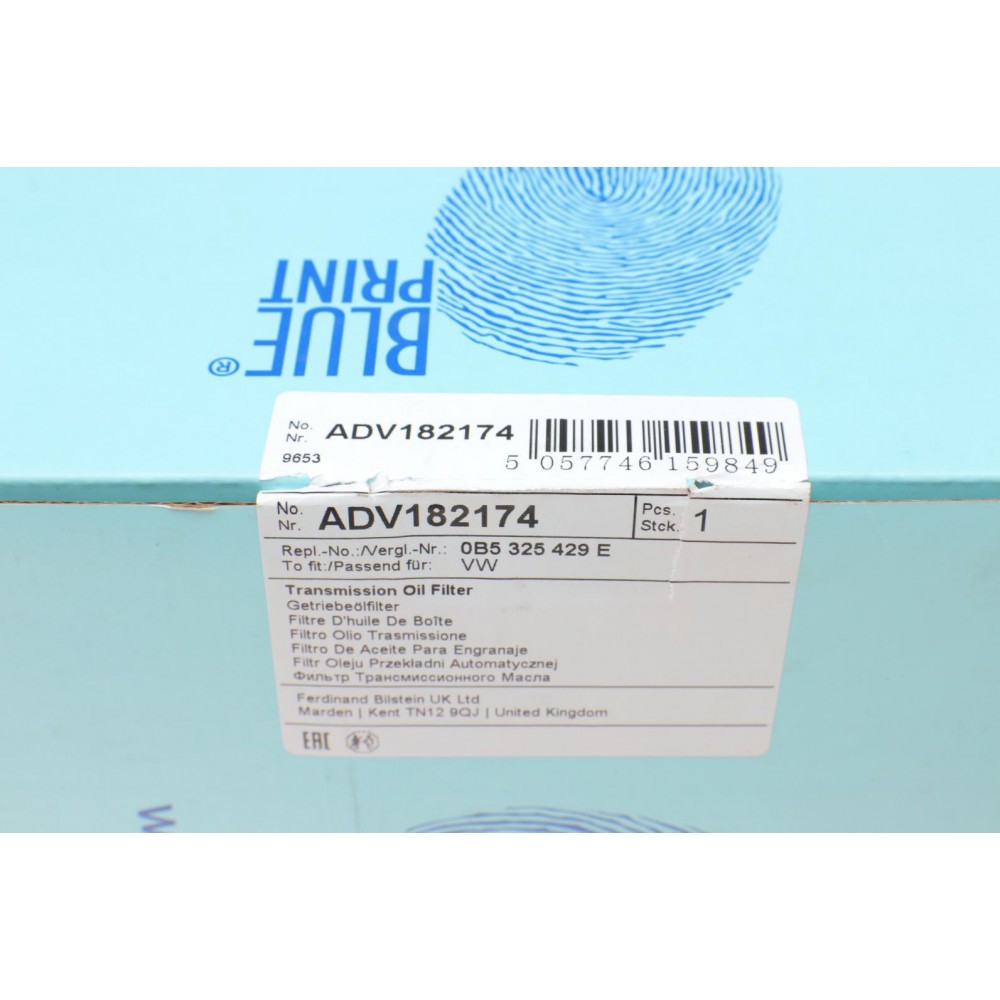 BLUE
PRINT
®
No.
Nr. ADV182174
9653
5 057746 159849
No.
Nr. ADV182174
Pcs.
Stck. 1
Repl.-No.:/Vergl.-Nr.: 0B5 325 429 E
To fit:/Passend für: VW
Transmission Oil Filter
Getriebeölfilter
Filtre D'huile De Boîte
Filtro Olio Trasmissione
Filtro De Aceite Para Engranaje
Filtr Oleju Przekładni Automatycznej
Фильтр Трансмиссионного Масла
Ferdinand Bilstein UK Ltd
Marden | Kent TN12 9QJ | United Kingdom
EAC